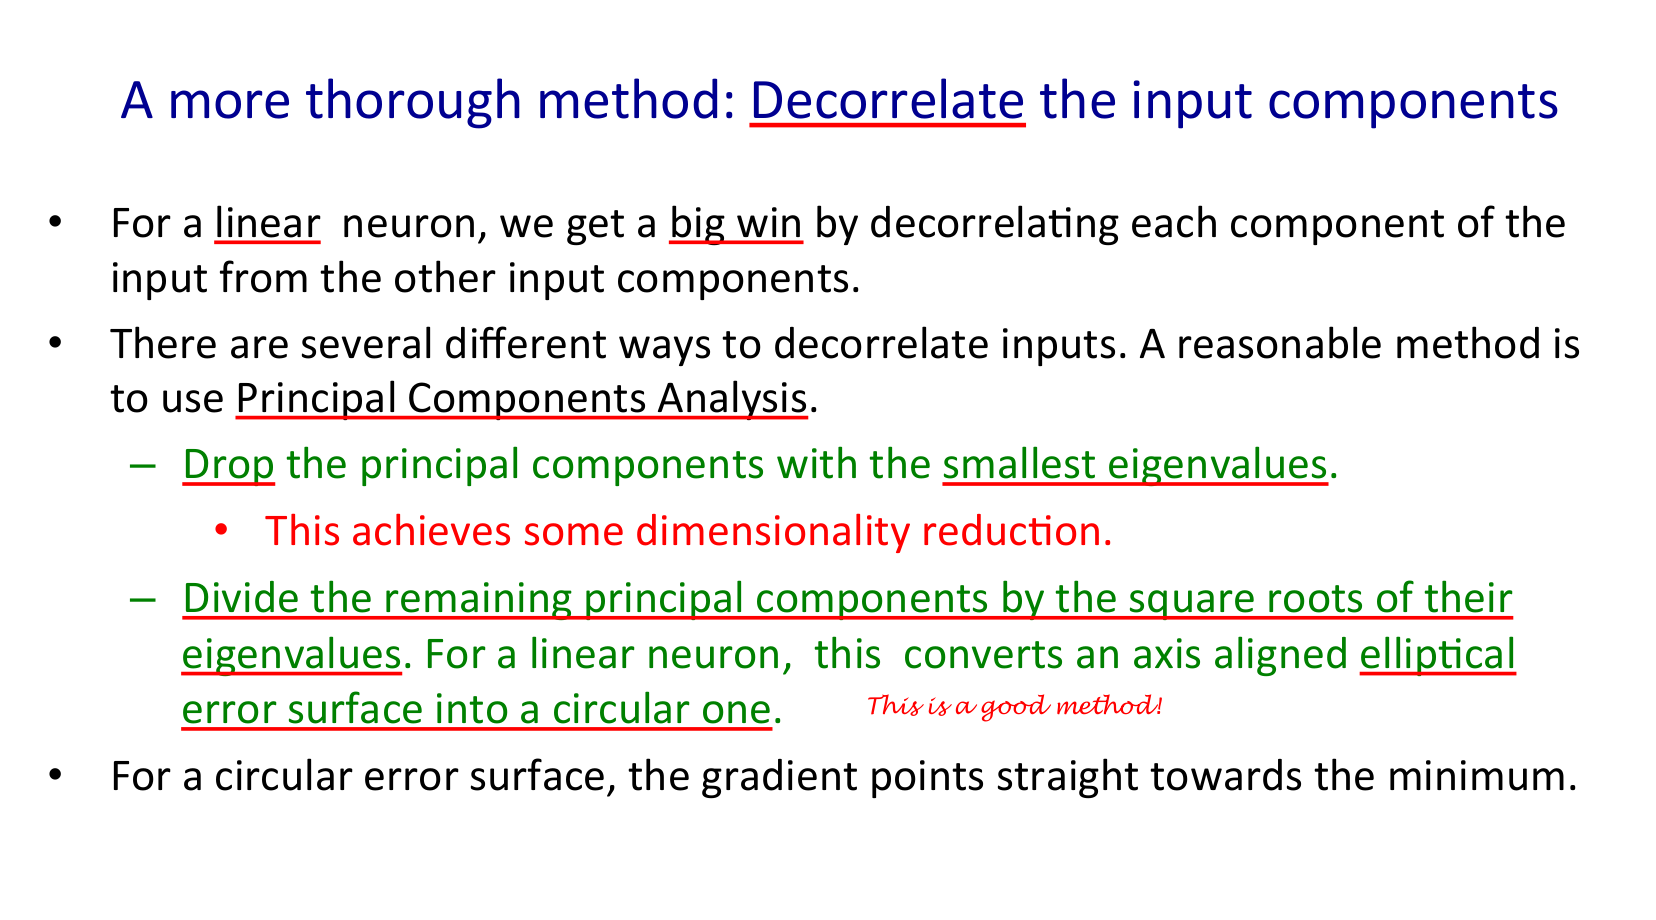 A more thorough method: Decorrelate the input components
• For a linear neuron, we get a big win by decorrelating each component of the
input from the other input components.
• There are several different ways to decorrelate inputs. A reasonable method is
to use Principal Components Analysis.
– Drop the principal components with the smallest eigenvalues.
• This achieves some dimensionality reduction.
– Divide the remaining principal components by the square roots of their
eigenvalues. For a linear neuron, this converts an axis aligned elliptical
error surface into a circular one. This is a good method!
• For a circular error surface, the gradient points straight towards the minimum.